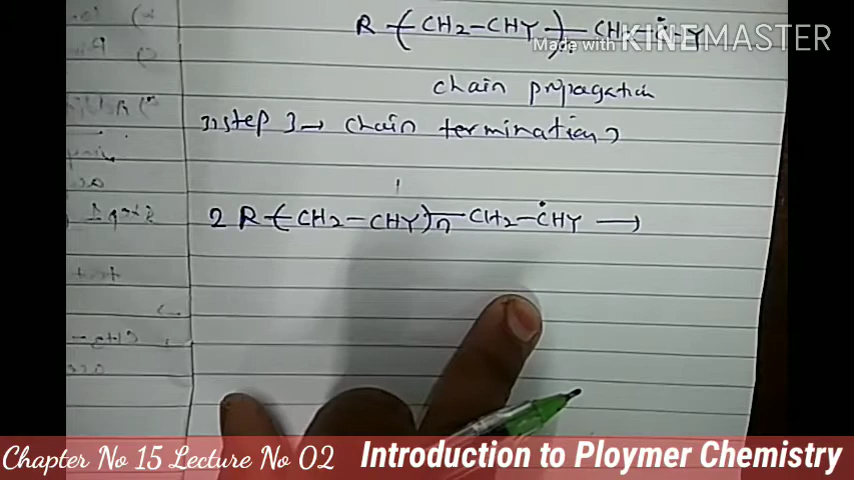 R -(CH2-CHY)n- CH2-ĊH-Y
Made with KINEMASTER
chain propagation
3) step 3 → chain termination →
2 R -(CH2-CHY)n- CH2-ĊHY →
Chapter No 15 Lecture No 02 Introduction to Ploymer Chemistry